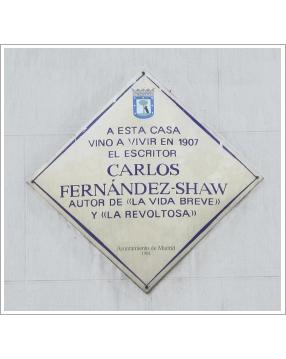 A ESTA CASA
VINO A VIVIR EN 1907
EL ESCRITOR
CARLOS
FERNÁNDEZ-SHAW
AUTOR DE «LA VIDA BREVE»
Y «LA REVOLTOSA»
Ayuntamiento de Madrid